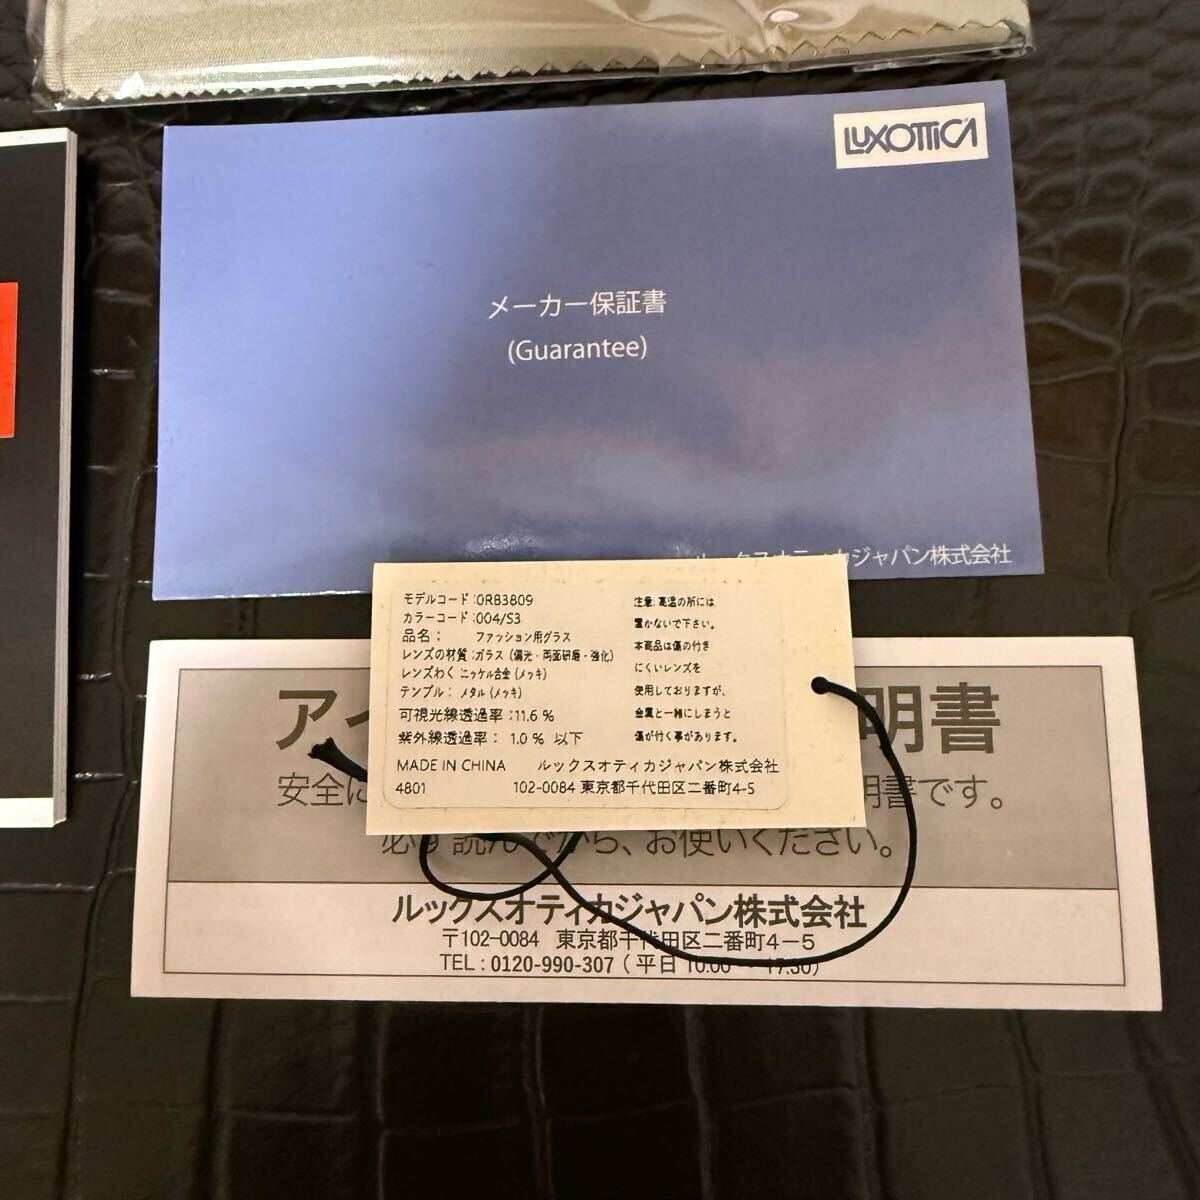 LUXOTTICA
メーカー保証書
(Guarantee)
ルックスオティカジャパン株式会社
モデルコード:0RB3809
カラーコード:004/S3
品名: ファッション用グラス
レンズの材質:ガラス(偏光・両面研磨・強化)
レンズわく:ニッケル合金(メッキ)
テンプル: メタル(メッキ)
可視光線透過率:11.6 %
紫外線透過率: 1.0 % 以下
MADE IN CHINA ルックスオティカジャパン株式会社
4801 102-0084 東京都千代田区二番町4-5
注意.高温の所には
置かないで下さい。
本商品は傷の付き
にくいレンズを
使用しておりますが、
金属と一緒にしまうと
傷が付く事があります。
アイ 明書
安全に 明書です。
必ず読んでから、お使いください。
ルックスオティカジャパン株式会社
〒102-0084 東京都千代田区二番町4-5
TEL:0120-990-307(平日10:00 17:30)